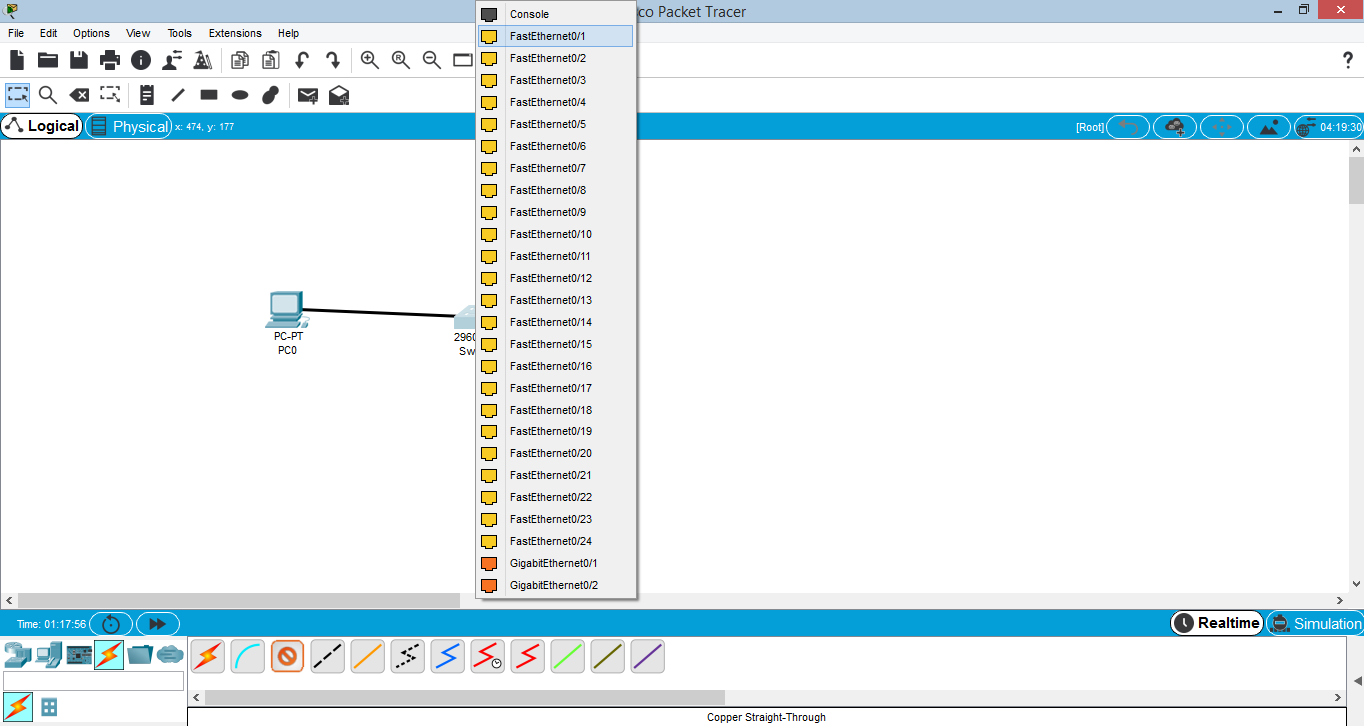 co Packet Tracer
File Edit Options View Tools Extensions Help
?
Logical
Physical
x: 474, y: 177
[Root]
04:19:30
Console
FastEthernet0/1
FastEthernet0/2
FastEthernet0/3
FastEthernet0/4
FastEthernet0/5
FastEthernet0/6
FastEthernet0/7
FastEthernet0/8
FastEthernet0/9
FastEthernet0/10
FastEthernet0/11
FastEthernet0/12
FastEthernet0/13
FastEthernet0/14
FastEthernet0/15
FastEthernet0/16
FastEthernet0/17
FastEthernet0/18
FastEthernet0/19
FastEthernet0/20
FastEthernet0/21
FastEthernet0/22
FastEthernet0/23
FastEthernet0/24
GigabitEthernet0/1
GigabitEthernet0/2
PC-PT
PC0
2960
Sw
Time: 01:17:56
Realtime
Simulation
Copper Straight-Through